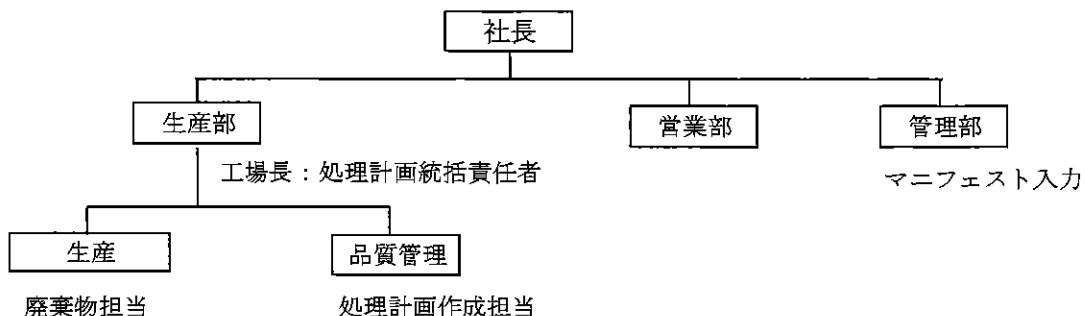 社長
生産部
営業部
管理部
工場長：処理計画統括責任者
マニフェスト入力
生産
品質管理
廃棄物担当
処理計画作成担当